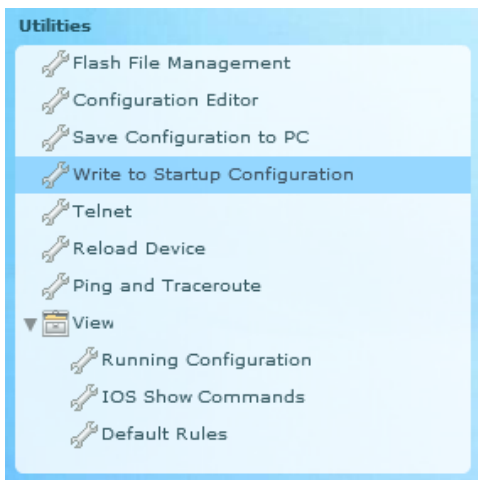 Utilities
Flash File Management
Configuration Editor
Save Configuration to PC
Write to Startup Configuration
Telnet
Reload Device
Ping and Traceroute
View
Running Configuration
IOS Show Commands
Default Rules